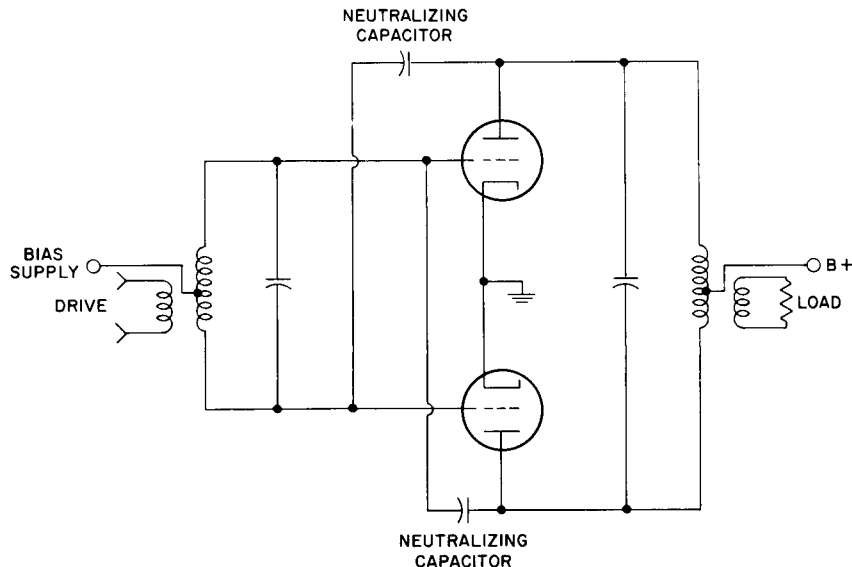 NEUTRALIZING
CAPACITOR
BIAS
SUPPLY
DRIVE
B+
LOAD
NEUTRALIZING
CAPACITOR